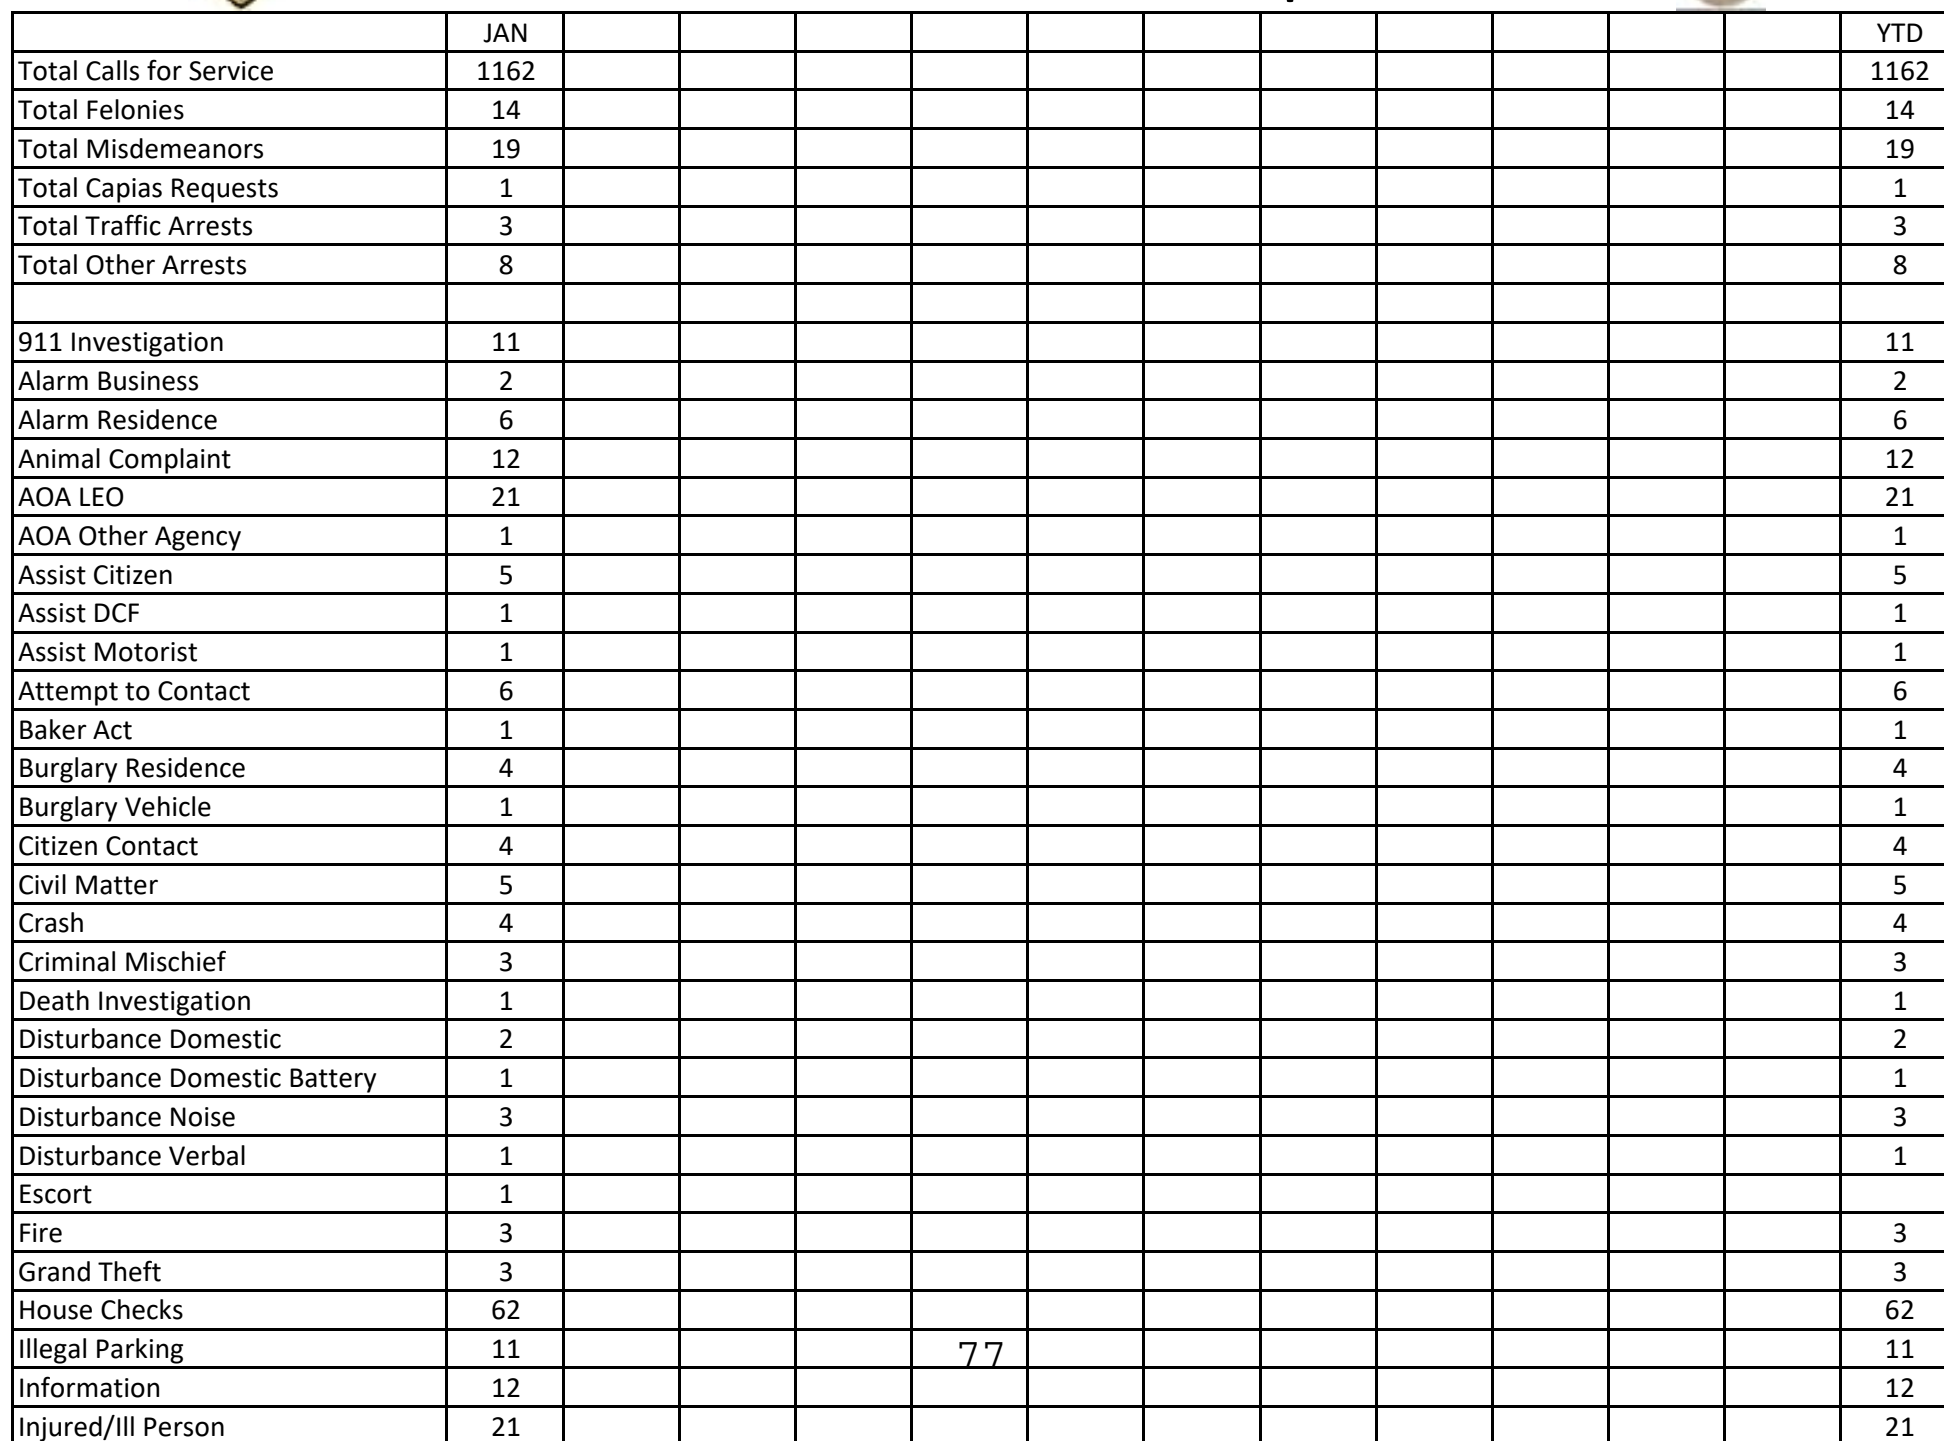 JAN YTD
Total Calls for Service 1162 1162
Total Felonies 14 14
Total Misdemeanors 19 19
Total Capias Requests 1 1
Total Traffic Arrests 3 3
Total Other Arrests 8 8
911 Investigation 11 11
Alarm Business 2 2
Alarm Residence 6 6
Animal Complaint 12 12
AOA LEO 21 21
AOA Other Agency 1 1
Assist Citizen 5 5
Assist DCF 1 1
Assist Motorist 1 1
Attempt to Contact 6 6
Baker Act 1 1
Burglary Residence 4 4
Burglary Vehicle 1 1
Citizen Contact 4 4
Civil Matter 5 5
Crash 4 4
Criminal Mischief 3 3
Death Investigation 1 1
Disturbance Domestic 2 2
Disturbance Domestic Battery 1 1
Disturbance Noise 3 3
Disturbance Verbal 1 1
Escort 1
Fire 3 3
Grand Theft 3 3
House Checks 62 62
Illegal Parking 11 77 11
Information 12 12
Injured/Ill Person 21 21